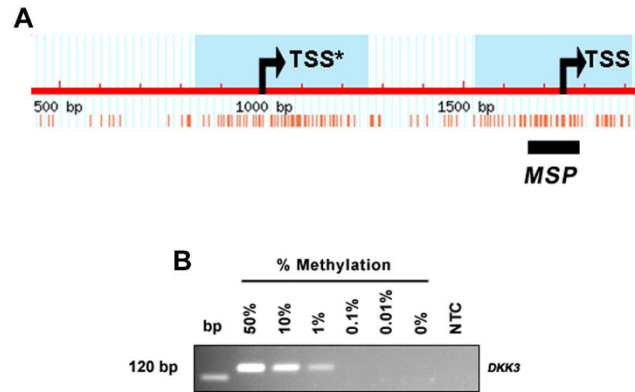 A
TSS* TSS
500 bp 1000 bp 1500 bp
MSP
B
% Methylation
bp 50% 10% 1% 0.1% 0.01% 0% NTC
120 bp DKK3